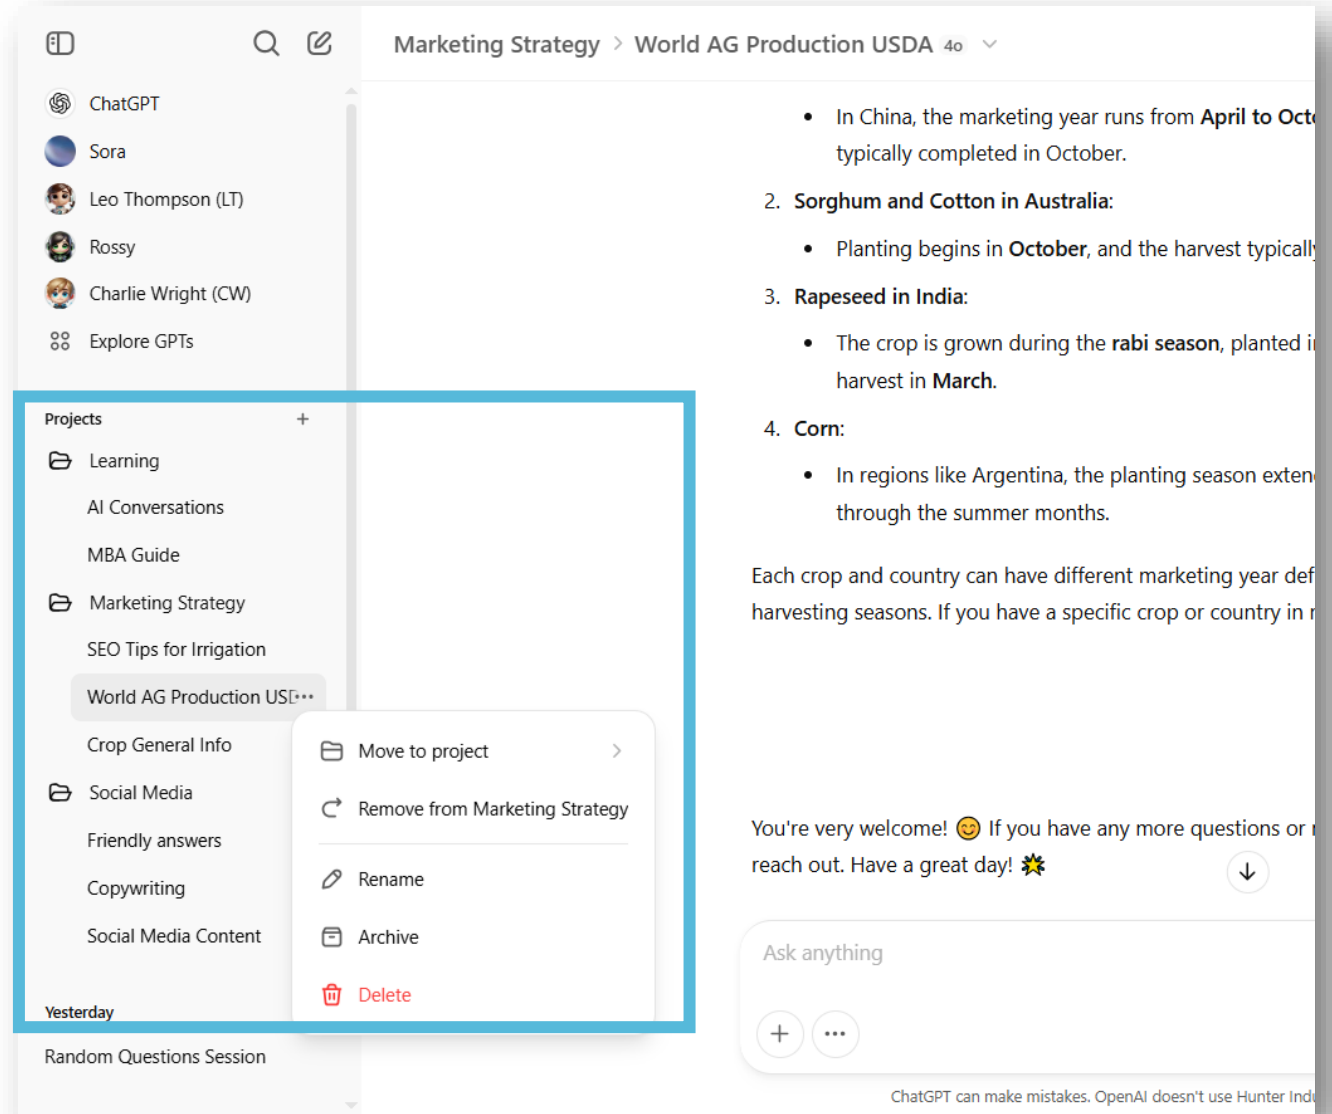 Marketing Strategy > World AG Production USDA 4o
ChatGPT
Sora
Leo Thompson (LT)
Rossy
Charlie Wright (CW)
Explore GPTs
Projects +
Learning
AI Conversations
MBA Guide
Marketing Strategy
SEO Tips for Irrigation
World AG Production
Crop General Info
Social Media
Friendly answers
Copywriting
Social Media Content
Yesterday
Random Questions Session
Move to project
Remove from Marketing Strategy
Rename
Archive
Delete
• In China, the marketing year runs from April to
typically completed in October.
2. Sorghum and Cotton in Australia:
• Planting begins in October, and the harvest typically
3. Rapeseed in India:
• The crop is grown during the rabi season, planted
harvest in March.
4. Corn:
• In regions like Argentina, the planting season
through the summer months.
Each crop and country can have different marketing year
harvesting seasons. If you have a specific crop or country in
You're very welcome! 😊 If you have any more questions or
reach out. Have a great day! 🌟
Ask anything
ChatGPT can make mistakes. OpenAI doesn't use Hunter